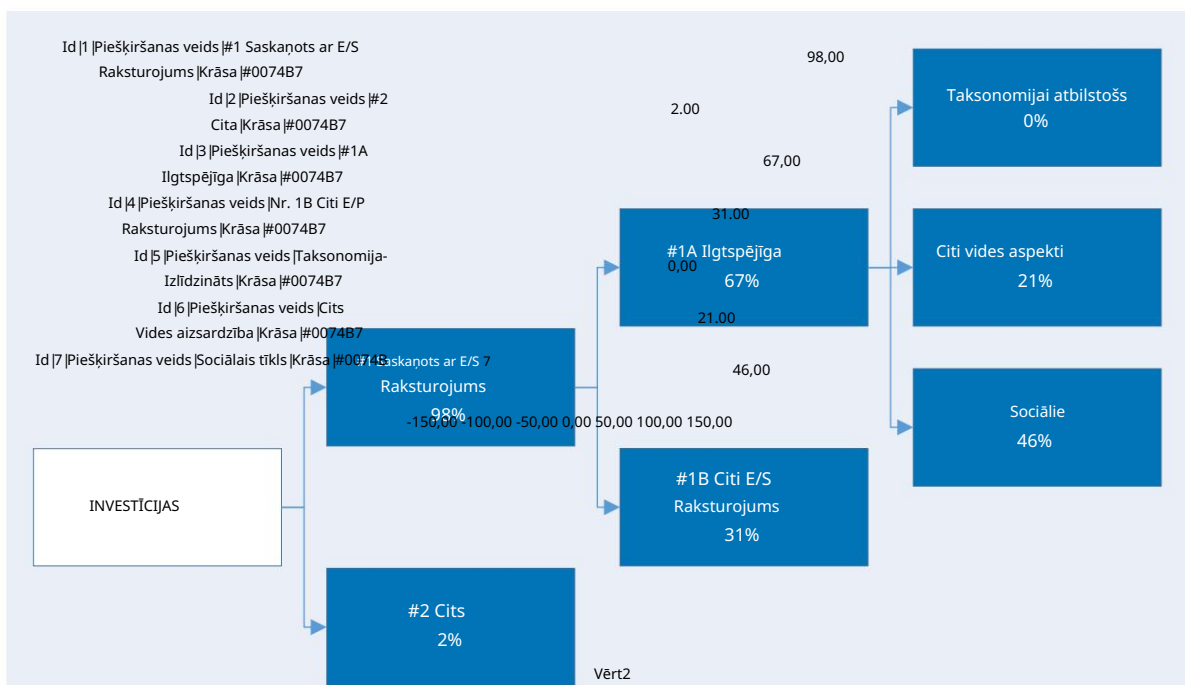 Id|1|Piešķiršanas veids|#1 Saskaņots ar E/S
Raksturojums|Krāsa|#0074B7
Id|2|Piešķiršanas veids|#2
Cita|Krāsa|#0074B7
Id|3|Piešķiršanas veids|#1A
Ilgtspējīga|Krāsa|#0074B7
Id|4|Piešķiršanas veids|Nr. 1B Citi E/P
Raksturojums|Krāsa|#0074B7
Id|5|Piešķiršanas veids|Taksonomija-
Izlīdzināts|Krāsa|#0074B7
Id|6|Piešķiršanas veids|Cits
Vides aizsardzība|Krāsa|#0074B7
Id|7|Piešķiršanas veids|Sociālais tīkls|Krāsa|#0074B
7
98,00
2.00
67,00
31.00
0,00
21.00
46,00
-150,00 -100,00 -50,00 0,00 50,00 100,00 150,00
INVESTĪCIJAS
#1 Saskaņots ar E/S
Raksturojums
98%
#2 Cits
2%
#1A Ilgtspējīga
67%
#1B Citi E/S
Raksturojums
31%
Taksonomijai atbilstošs
0%
Citi vides aspekti
21%
Sociālie
46%
Vērt2